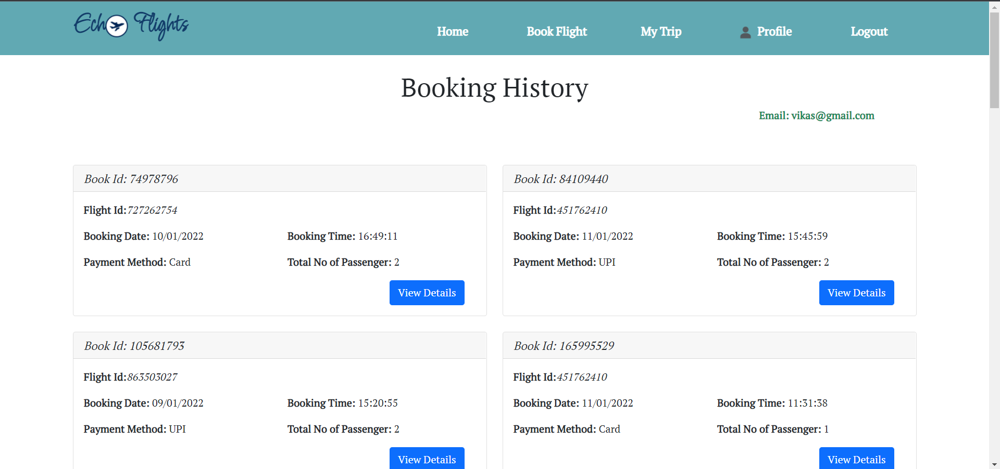 Echo Flights
Home Book Flight My Trip Profile Logout
Booking History
Email: vikas@gmail.com
Book Id: 74978796
Flight Id:727262754
Booking Date: 10/01/2022 Booking Time: 16:49:11
Payment Method: Card Total No of Passenger: 2
View Details
Book Id: 84109440
Flight Id:451762410
Booking Date: 11/01/2022 Booking Time: 15:45:59
Payment Method: UPI Total No of Passenger: 2
View Details
Book Id: 105681793
Flight Id:863503027
Booking Date: 09/01/2022 Booking Time: 15:20:55
Payment Method: UPI Total No of Passenger: 2
View Details
Book Id: 165995529
Flight Id:451762410
Booking Date: 11/01/2022 Booking Time: 11:31:38
Payment Method: Card Total No of Passenger: 1
View Details